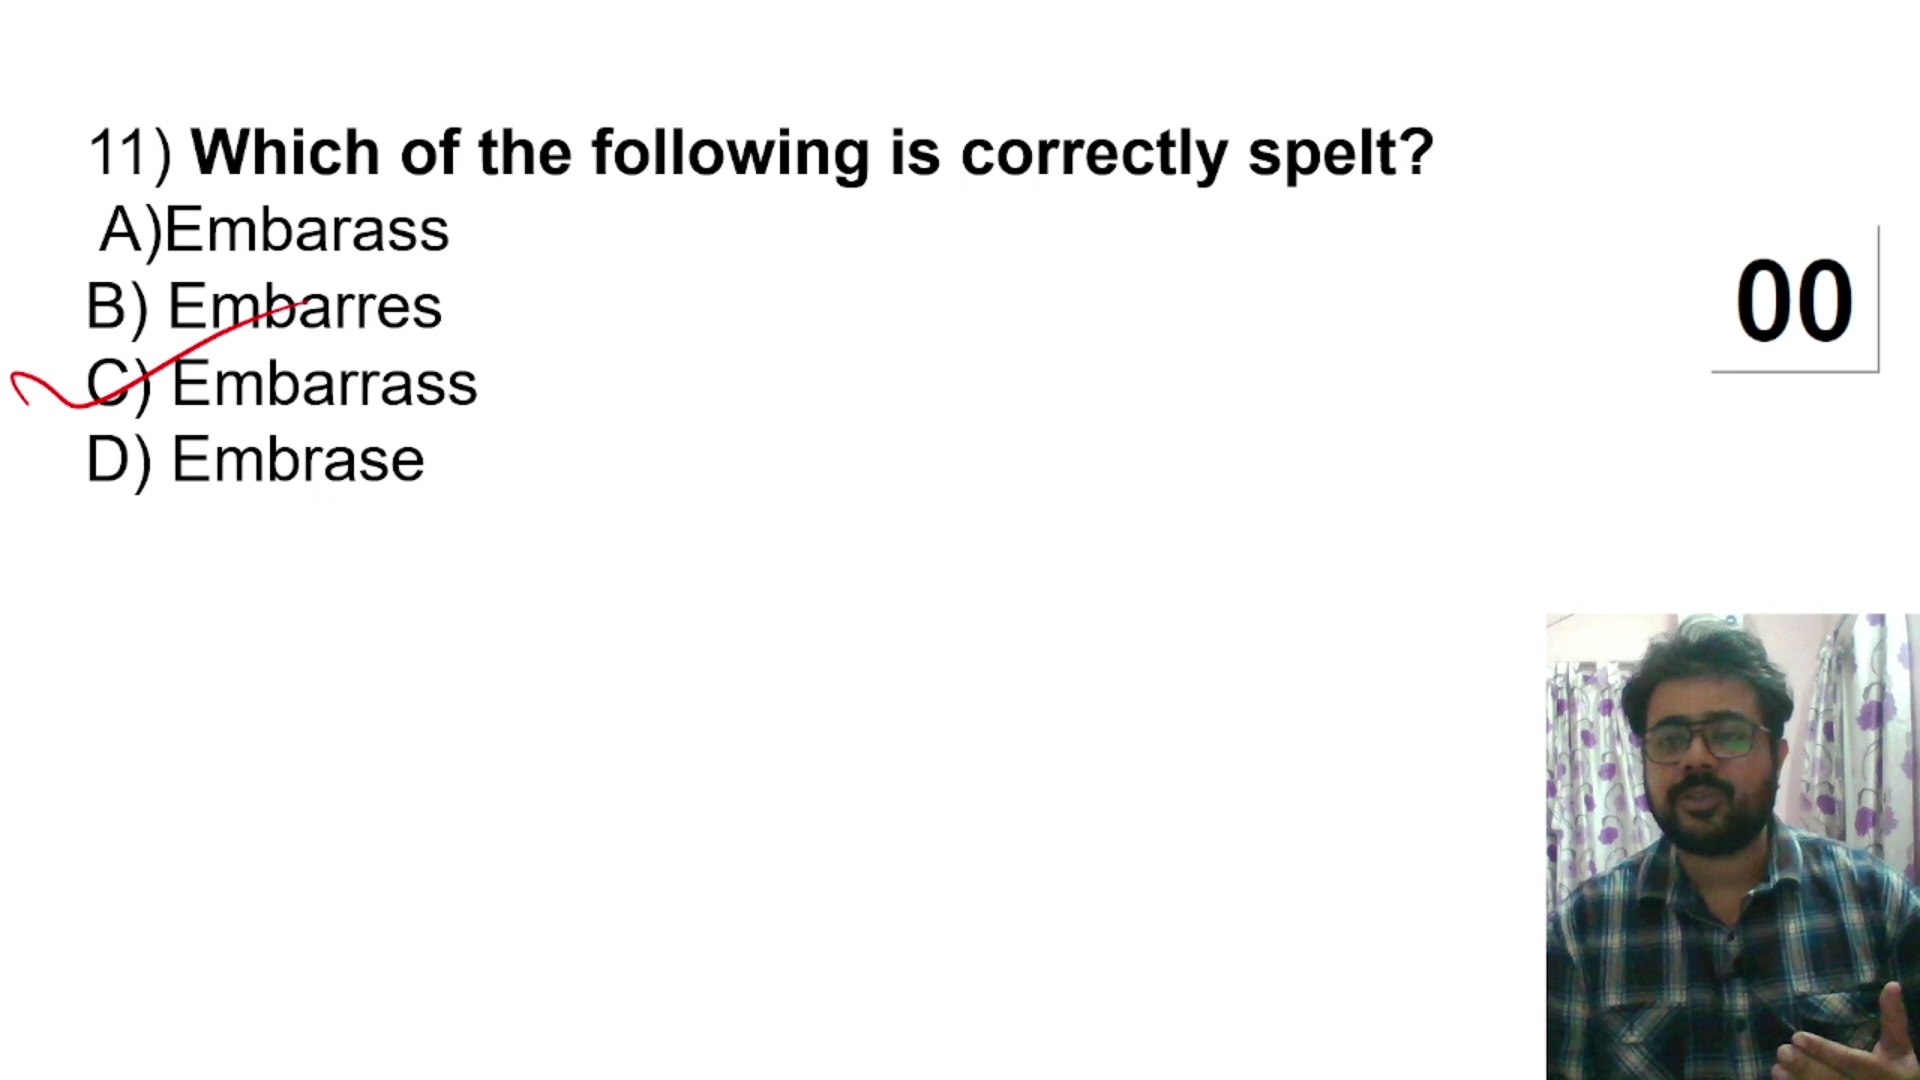 11) Which of the following is correctly spelt?
A)Embarass
B) Embarres
C) Embarrass
D) Embrase
00